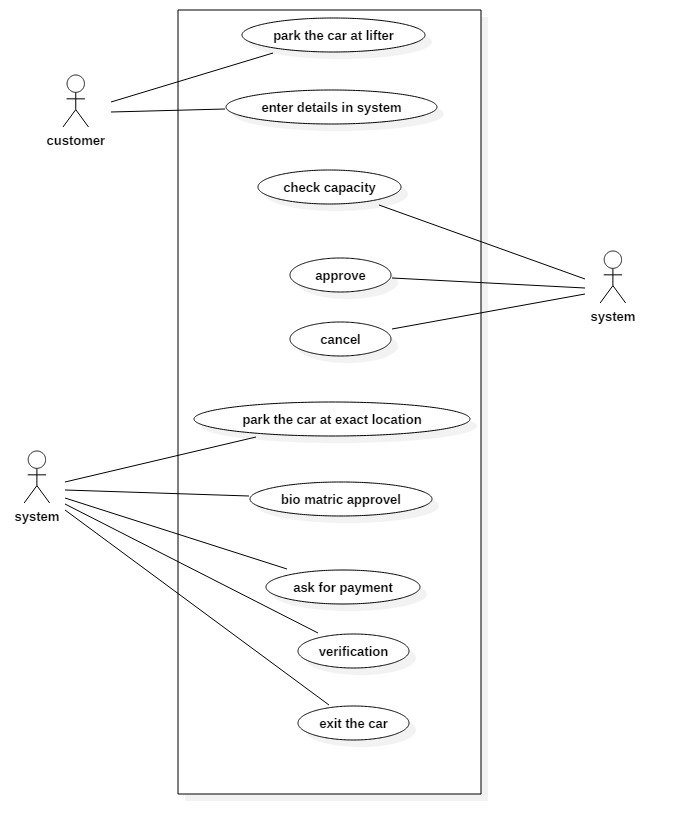 park the car at lifter
customer
enter details in system
check capacity
approve
system
cancel
park the car at exact location
system
bio matric approvel
ask for payment
verification
exit the car